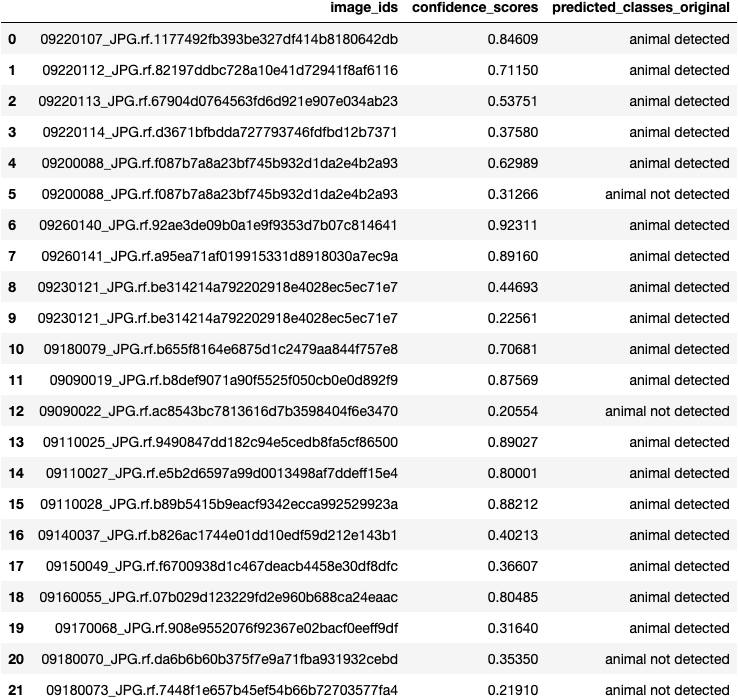 image_ids confidence_scores predicted_classes_original
0 09220107_JPG.rf.1177492fb393be327df414b8180642db 0.84609 animal detected
1 09220112_JPG.rf.82197ddbc728a10e41d72941f8af6116 0.71150 animal detected
2 09220113_JPG.rf.67904d0764563fd6d921e907e034ab23 0.53751 animal detected
3 09220114_JPG.rf.d3671bfbdda727793746fdfbd12b7371 0.37580 animal detected
4 09200088_JPG.rf.f087b7a8a23bf745b932d1da2e4b2a93 0.62989 animal detected
5 09200088_JPG.rf.f087b7a8a23bf745b932d1da2e4b2a93 0.31266 animal not detected
6 09260140_JPG.rf.92ae3de09b0a1e9f9353d7b07c814641 0.92311 animal detected
7 09260141_JPG.rf.a95ea71af019915331d8918030a7ec9a 0.89160 animal detected
8 09230121_JPG.rf.be314214a792202918e4028ec5ec71e7 0.44693 animal detected
9 09230121_JPG.rf.be314214a792202918e4028ec5ec71e7 0.22561 animal detected
10 09180079_JPG.rf.b655f8164e6875d1c2479aa844f757e8 0.70681 animal detected
11 09090019_JPG.rf.b8def9071a90f5525f050cb0e0d892f9 0.87569 animal detected
12 09090022_JPG.rf.ac8543bc7813616d7b3598404f6e3470 0.20554 animal not detected
13 09110025_JPG.rf.9490847dd182c94e5cedb8fa5cf86500 0.89027 animal detected
14 09110027_JPG.rf.e5b2d6597a99d0013498af7ddeff15e4 0.80001 animal detected
15 09110028_JPG.rf.b89b5415b9eacf9342ecca992529923a 0.88212 animal detected
16 09140037_JPG.rf.b826ac1744e01dd10edf59d212e143b1 0.40213 animal detected
17 09150049_JPG.rf.f6700938d1c467deacb4458e30df8dfc 0.36607 animal detected
18 09160055_JPG.rf.07b029d123229fd2e960b688ca24eaac 0.80485 animal detected
19 09170068_JPG.rf.908e9552076f92367e02bacf0eeff9df 0.31640 animal detected
20 09180070_JPG.rf.da6b6b60b375f7e9a71fba931932cebd 0.35350 animal not detected
21 09180073_JPG.rf.7448f1e657b45ef54b66b72703577fa4 0.21910 animal detected